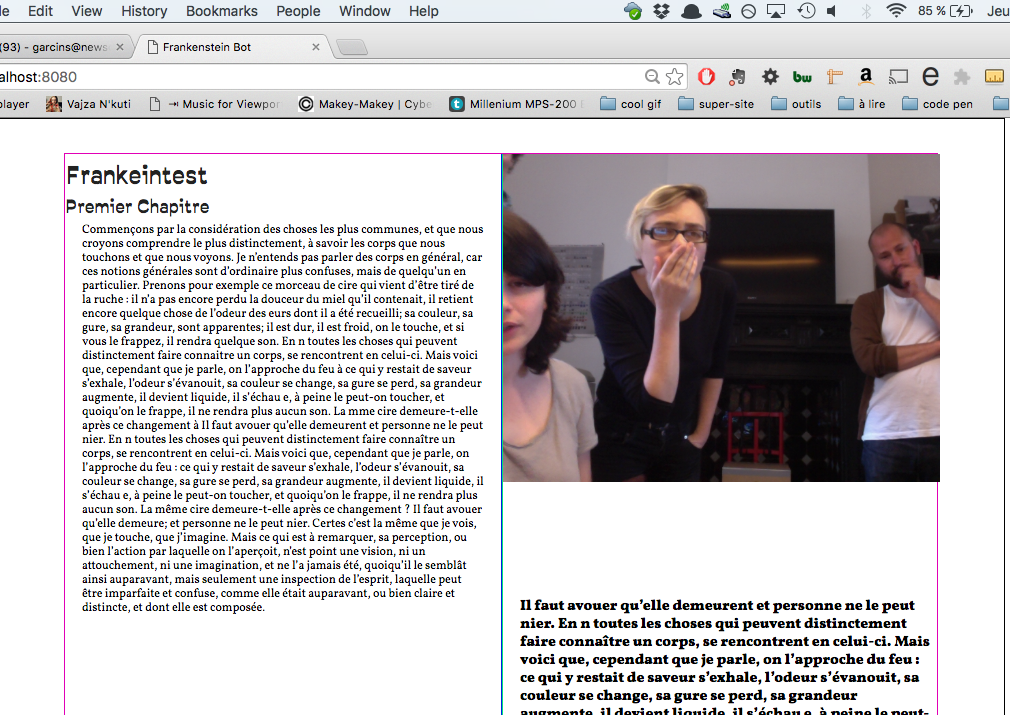 Edit View History Bookmarks People Window Help 85 % Jeu
(93) - garcins@news × Frankenstein Bot ×
alhost:8080
player Vajza N'kuti ⇥ Music for Viewpor Makey-Makey | Cybe Millenium MPS-200 cool gif super-site outils à lire code pen
Frankeintest
Premier Chapitre
Commençons par la considération des choses les plus communes, et que nous
croyons comprendre le plus distinctement, à savoir les corps que nous
touchons et que nous voyons. Je n'entends pas parler des corps en général, car
ces notions générales sont d'ordinaire plus confuses, mais de quelqu'un en
particulier. Prenons pour exemple ce morceau de cire qui vient d'être tiré de
la ruche : il n'a pas encore perdu la douceur du miel qu'il contenait, il retient
encore quelque chose de l'odeur des eurs dont il a été recueilli; sa couleur, sa
gure, sa grandeur, sont apparentes; il est dur, il est froid, on le touche, et si
vous le frappez, il rendra quelque son. En n toutes les choses qui peuvent
distinctement faire connaitre un corps, se rencontrent en celui-ci. Mais voici
que, cependant que je parle, on l'approche du feu à ce qui y restait de saveur
s'exhale, l'odeur s'évanouit, sa couleur se change, sa gure se perd, sa grandeur
augmente, il devient liquide, il s'échau e, à peine le peut-on toucher, et
quoiqu'on le frappe, il ne rendra plus aucun son. La mme cire demeure-t-elle
après ce changement à Il faut avouer qu'elle demeurent et personne ne le peut
nier. En n toutes les choses qui peuvent distinctement faire connaître un
corps, se rencontrent en celui-ci. Mais voici que, cependant que je parle, on
l'approche du feu : ce qui y restait de saveur s'exhale, l'odeur s'évanouit, sa
couleur se change, sa gure se perd, sa grandeur augmente, il devient liquide, il
s'échau e, à peine le peut-on toucher, et quoiqu'on le frappe, il ne rendra plus
aucun son. La même cire demeure-t-elle après ce changement ? Il faut avouer
qu'elle demeure; et personne ne le peut nier. Certes c'est la même que je vois,
que je touche, que j'imagine. Mais ce qui est à remarquer, sa perception, ou
bien l'action par laquelle on l'aperçoit, n'est point une vision, ni un
attouchement, ni une imagination, et ne l'a jamais été, quoiqu'il le semblât
ainsi auparavant, mais seulement une inspection de l'esprit, laquelle peut
être imparfaite et confuse, comme elle était auparavant, ou bien claire et
distincte, et dont elle est composée.
Il faut avouer qu'elle demeurent et personne ne le peut
nier. En n toutes les choses qui peuvent distinctement
faire connaître un corps, se rencontrent en celui-ci. Mais
voici que, cependant que je parle, on l'approche du feu :
ce qui y restait de saveur s'exhale, l'odeur s'évanouit, sa
couleur se change, sa gure se perd, sa grandeur
augmente, il devient liquide, il s'échau e, à peine le peut-